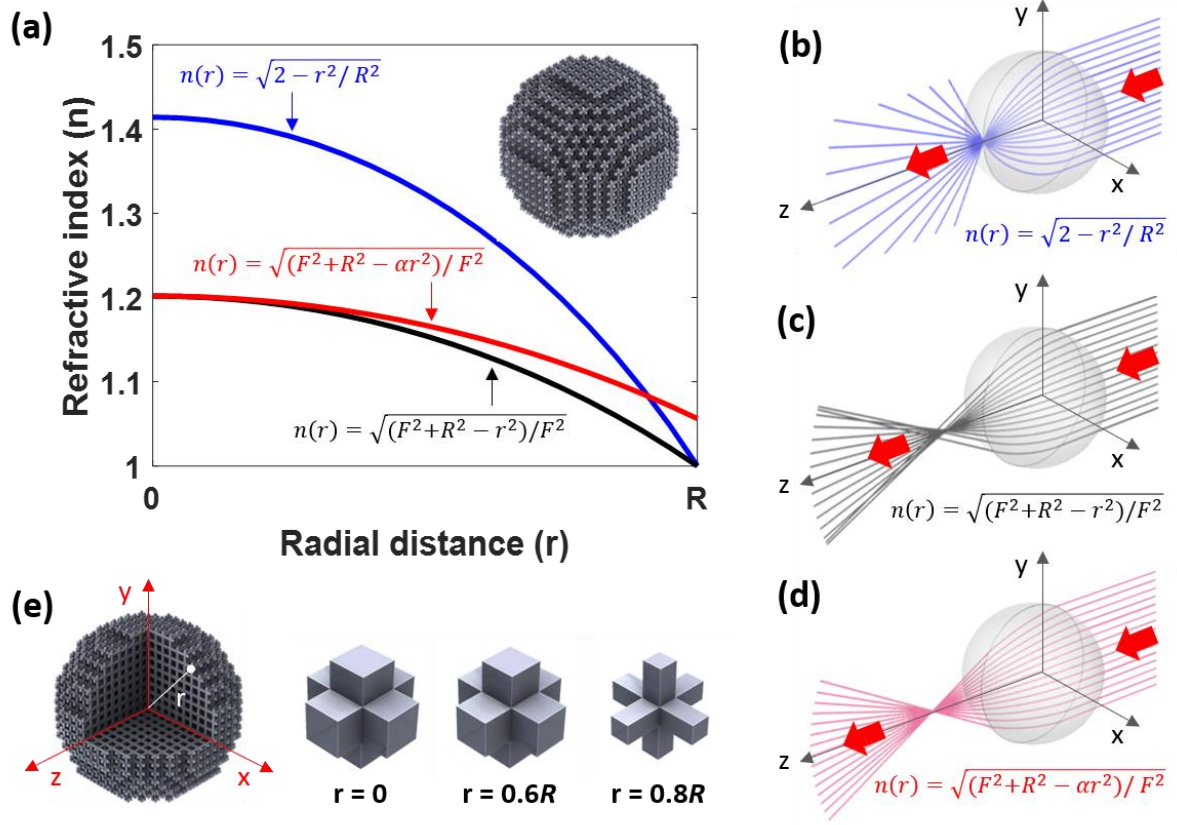 (a)
1.5
1.4
1.3
1.2
1.1
1
Refractive index (n)
n(r) = √(2 − r²/R²)
n(r) = √((F²+R² − αr²)/F²)
n(r) = √((F²+R² − r²)/F²)
0
R
Radial distance (r)
(b)
y
x
z
n(r) = √(2 − r²/R²)
(c)
y
x
z
n(r) = √((F²+R² − r²)/F²)
(d)
y
x
z
n(r) = √((F²+R² − αr²)/F²)
(e)
y
r
z
x
r = 0
r = 0.6R
r = 0.8R